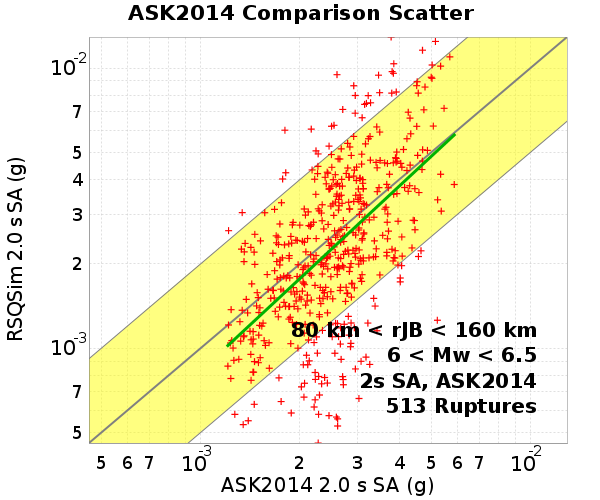 ASK2014 Comparison Scatter
RSQSim 2.0 s SA (g)
10-2
7
5
4
3
2
10-3
7
5
80 km < rJB < 160 km
6 < Mw < 6.5
2s SA, ASK2014
513 Ruptures
5 6 7 10-3 2 3 4 5 6 7 10-2
ASK2014 2.0 s SA (g)